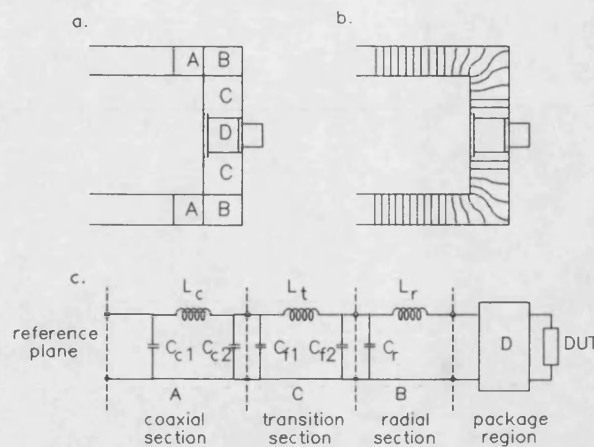 a.
b.
A B
C
D
C
A B
c.
L_c L_t L_r
reference plane
C_c1 C_c2 C_f1 C_f2 C_r
D
DUT
A C B
coaxial section
transition section
radial section
package region